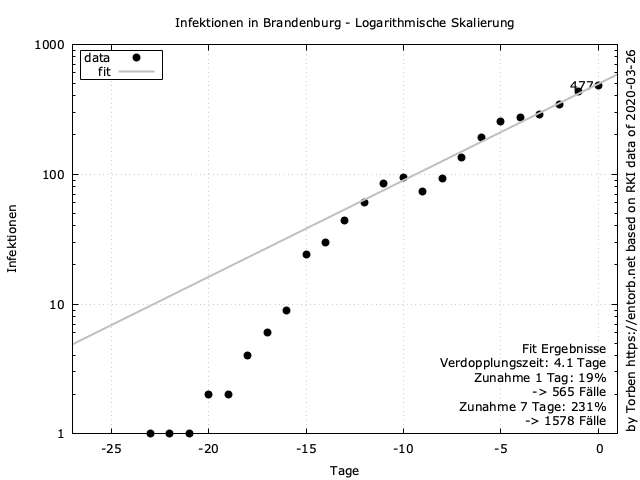 Infektionen in Brandenburg - Logarithmische Skalierung
1000
100
10
1
Infektionen
data
fit
477
Fit Ergebnisse
Verdopplungszeit: 4.1 Tage
Zunahme 1 Tag: 19%
-> 565 Fälle
Zunahme 7 Tage: 231%
-> 1578 Fälle
-25 -20 -15 -10 -5 0
Tage
by Torben https://entorb.net based on RKI data of 2020-03-26